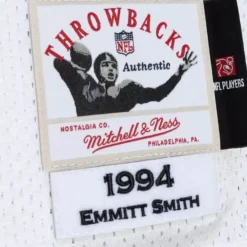 THROWBACKS
NFL
Authentic
NFL PLAYERS
NOSTALGIA CO.
Mitchell & Ness
PHILADELPHIA, PA.
1994
EMMITT SMITH